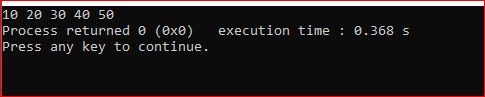 10 20 30 40 50
Process returned 0 (0x0)   execution time : 0.368 s
Press any key to continue.